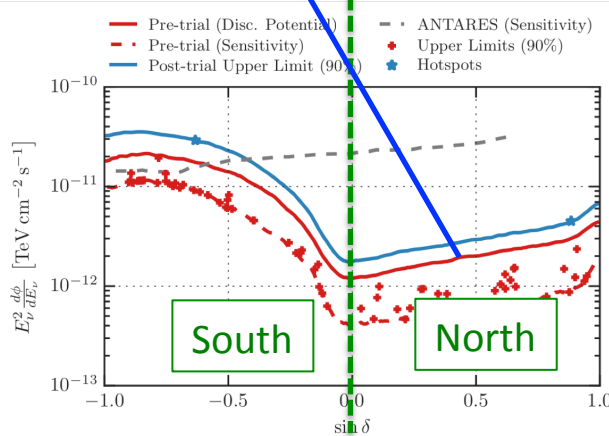 Pre-trial (Disc. Potential)
Pre-trial (Sensitivity)
Post-trial Upper Limit (90%)
ANTARES (Sensitivity)
Upper Limits (90%)
Hotspots
10⁻¹⁰
10⁻¹¹
10⁻¹²
10⁻¹³
E²ᵥ dϕ/dEᵥ [TeV cm⁻² s⁻¹]
South
North
−1.0
−0.5
0.0
0.5
1.0
sin δ